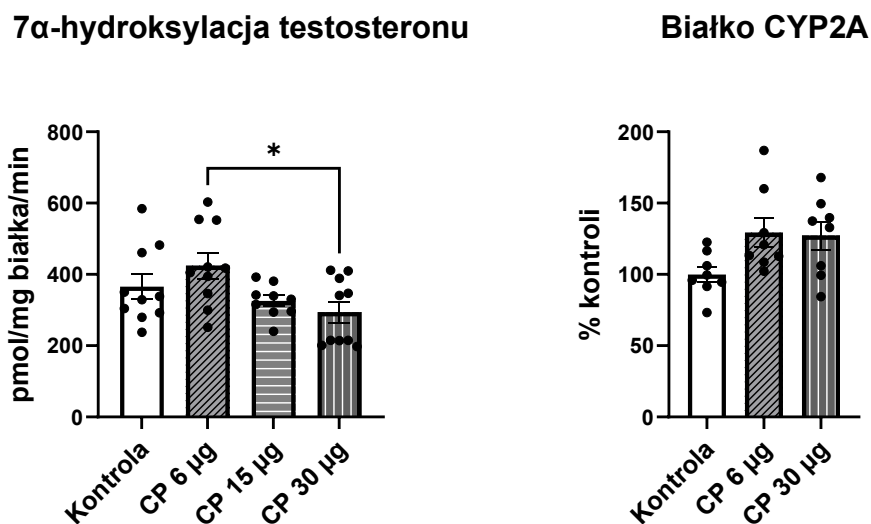 7α-hydroksylacja testosteronu
pmol/mg białka/min
800
600
400
200
0
*
Kontrola
CP 6 µg
CP 15 µg
CP 30 µg
Białko CYP2A
% kontroli
200
150
100
50
0
Kontrola
CP 6 µg
CP 30 µg